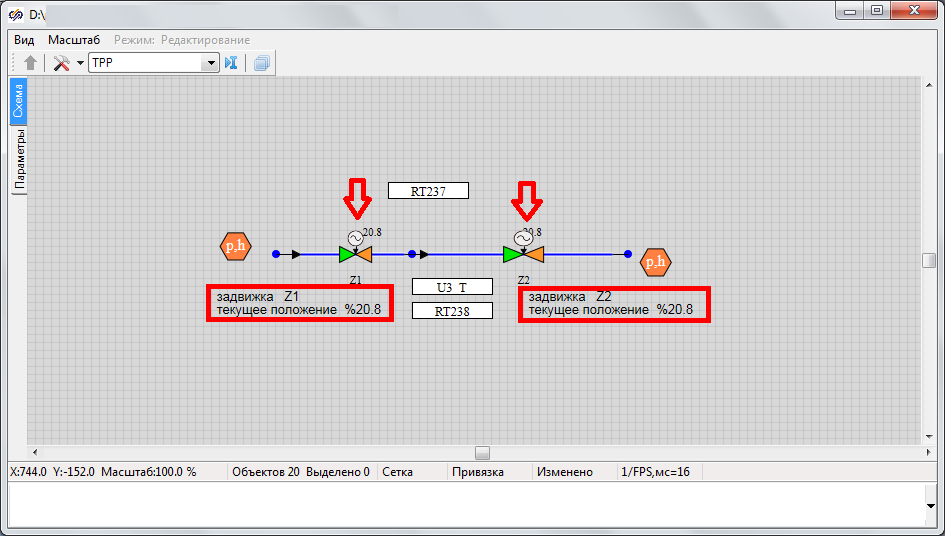 D:\
Вид Масштаб Режим: Редактирование
TPP
Схема
Параметры
RT237
20.8
20.8
p,h
p,h
Z1
Z2
U3_T
RT238
задвижка Z1
текущее положение %20.8
задвижка Z2
текущее положение %20.8
X:744.0 Y:-152.0 Масштаб:100.0 % Объектов 20 Выделено 0 Сетка Привязка Изменено 1/FPS,мс=16